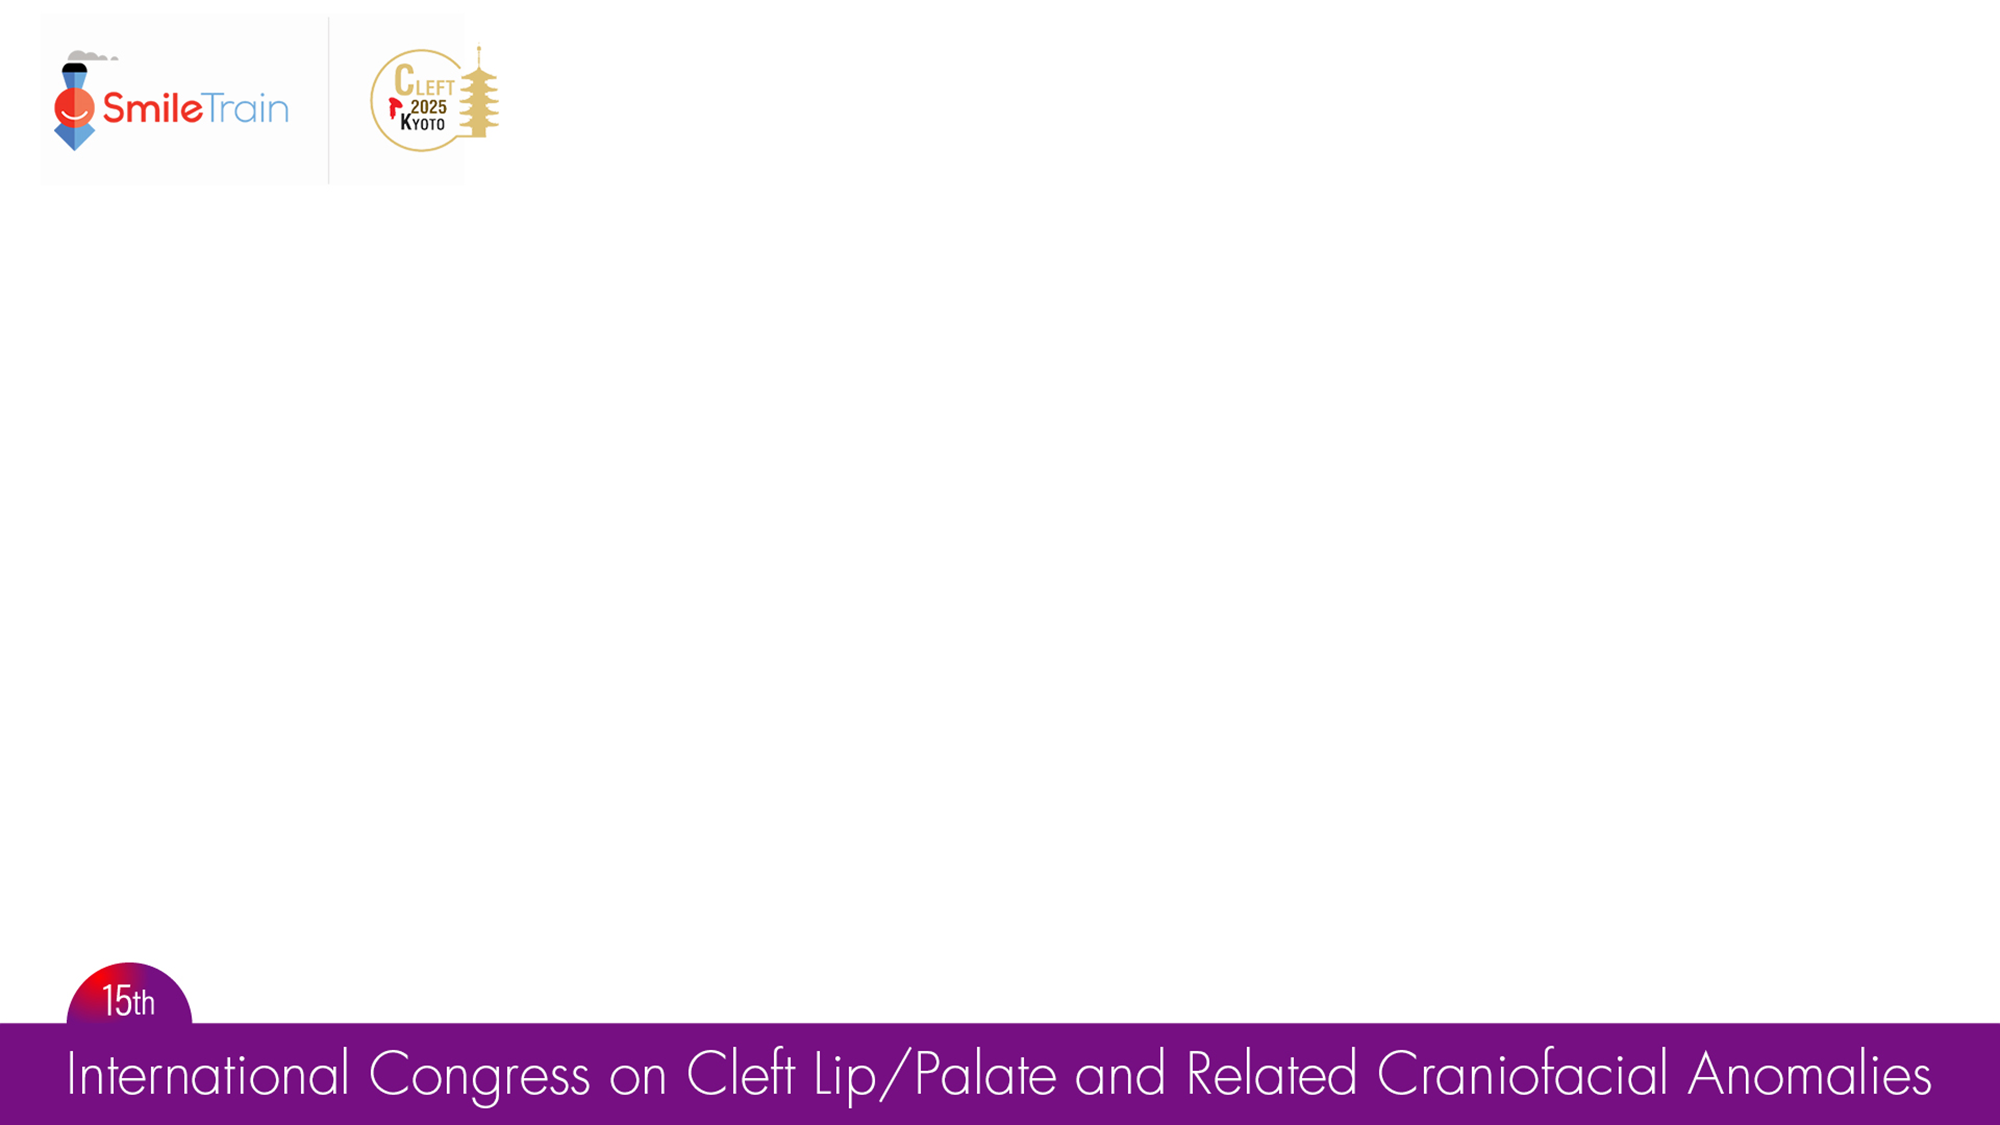 SmileTrain
CLEFT
2025
KYOTO
15th
International Congress on Cleft Lip/Palate and Related Craniofacial Anomalies